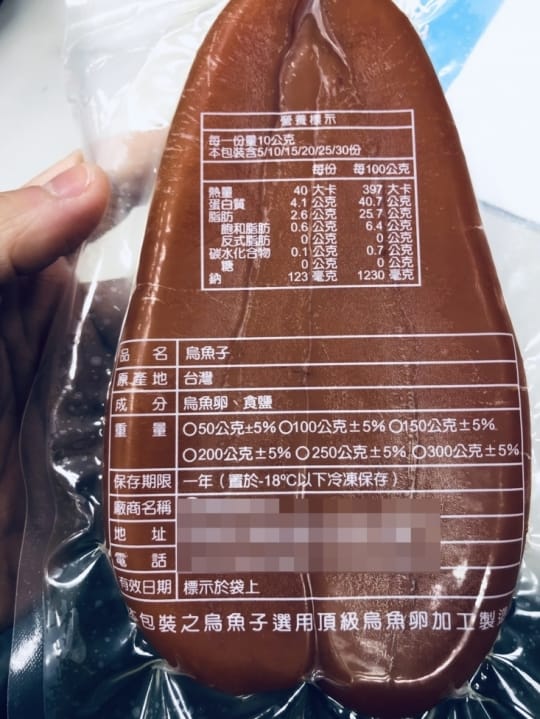 營養標示
每一份量10公克
本包裝含5/10/15/20/25/30份
每份 每100公克
熱量 40 大卡 397 大卡
蛋白質 4.1 公克 40.7 公克
脂肪 2.6 公克 25.7 公克
飽和脂肪 0.6 公克 6.4 公克
反式脂肪 0 公克 0 公克
碳水化合物 0.1 公克 0.7 公克
糖 0 公克 0 公克
鈉 123 毫克 1230 毫克
品名 烏魚子
原產地 台灣
成分 烏魚卵、食鹽
重量 ○50公克±5% ○100公克±5% ○150公克±5%
○200公克±5% ○250公克±5% ○300公克±5%
保存期限 一年（置於-18℃以下冷凍保存）
廠商名稱
地址
電話
有效日期 標示於袋上
本包裝之烏魚子選用頂級烏魚卵加工製